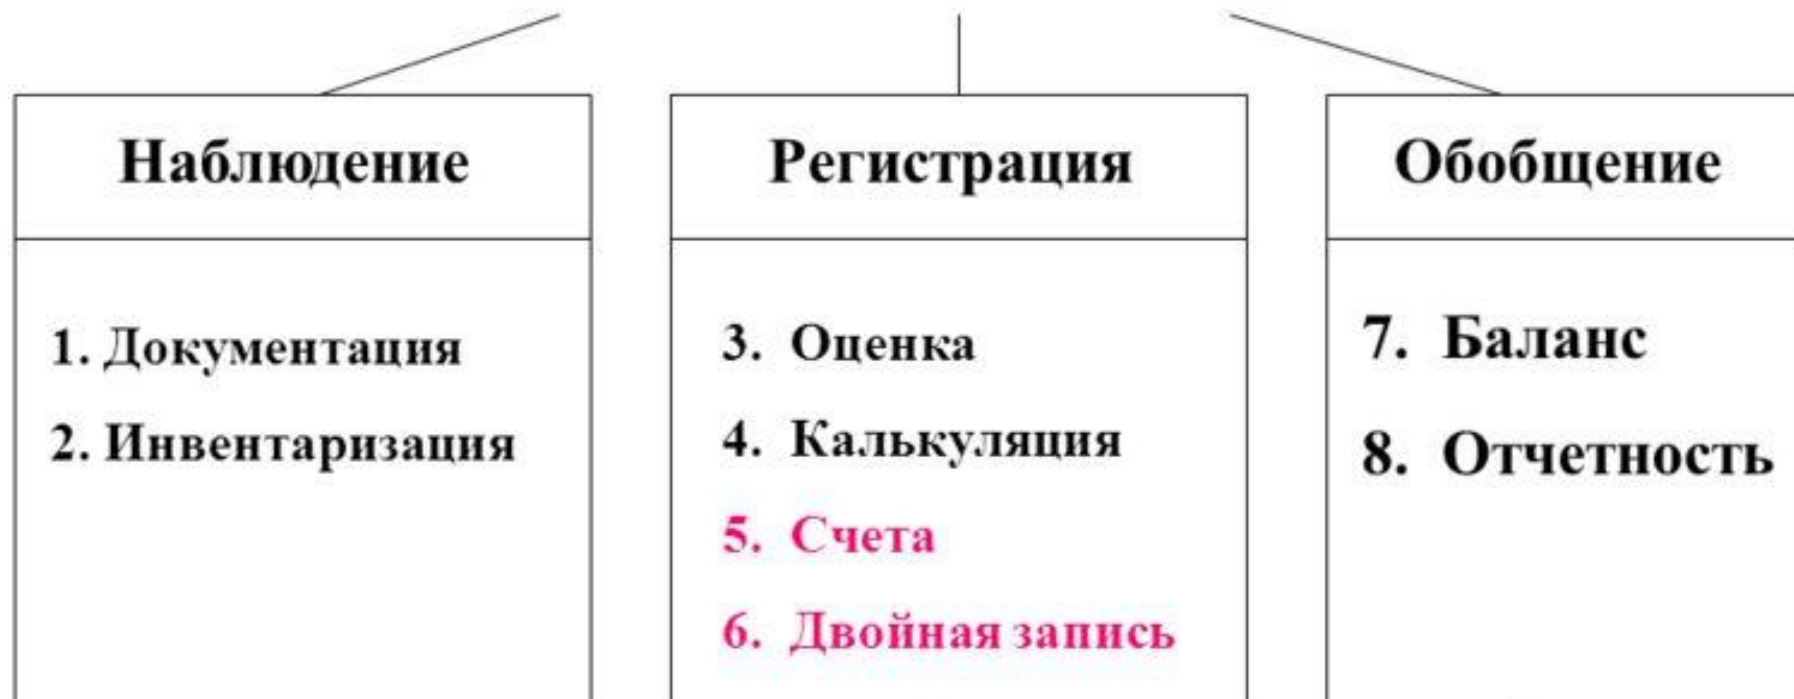 Наблюдение
1. Документация
2. Инвентаризация
Регистрация
3. Оценка
4. Калькуляция
5. Счета
6. Двойная запись
Обобщение
7. Баланс
8. Отчетность